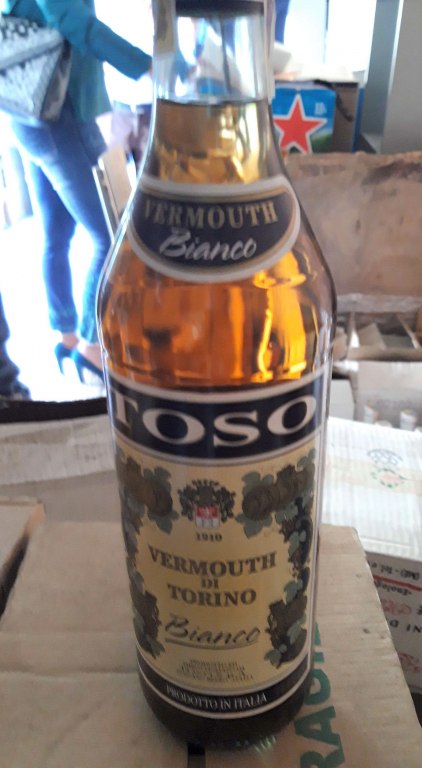 VERMOUTH
Bianco
TOSO
1910
VERMOUTH
DI
TORINO
Bianco
PRODOTTO IN ITALIA